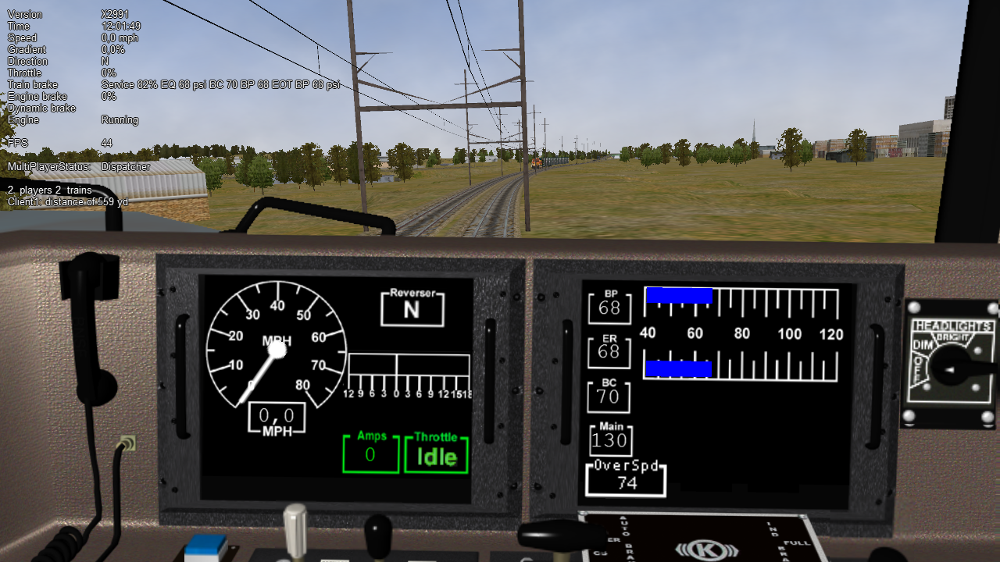 Version X2991
Time 12:01:49
Speed 0,0 mph
Gradient 0,0%
Direction N
Throttle 0%
Train brake Service 82% EQ 68 psi BC 70 BP 68 EOT BP 68 psi
Engine brake 0%
Dynamic brake
Engine Running
FPS 44
MultiPlayerStatus: Dispatcher
2 players 2 trains
Client1: distance of 559 yd
Reverser
N
MPH
0 10 20 30 40 50 60 70 80
0,0
MPH
12 9 6 3 0 3 6 9 12 15 18
Amps
0
Throttle
Idle
BP
68
ER
68
BC
70
Main
130
OverSpd
74
40 60 80 100 120
HEADLIGHTS
BRIGHT
DIM
OFF
AUTO
BRA
ER
CS
K
IND
BRA
FULL